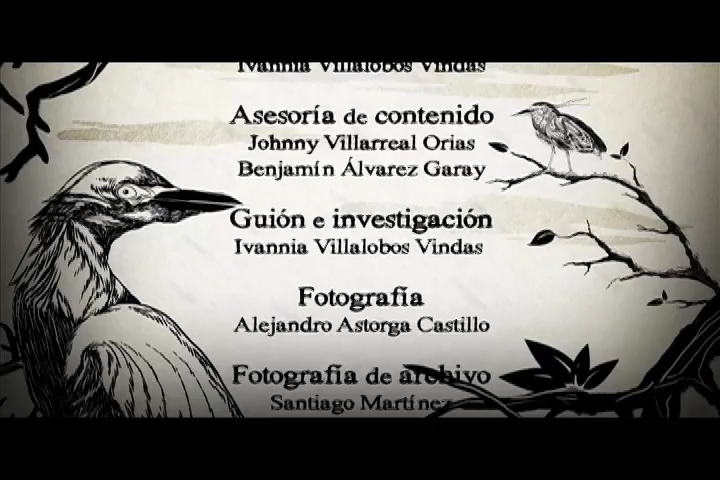 Ivannia Villalobos Vindas
Asesoría de contenido
Johnny Villarreal Orias
Benjamín Álvarez Garay
Guión e investigación
Ivannia Villalobos Vindas
Fotografía
Alejandro Astorga Castillo
Fotografía de archivo
Santiago Martínez